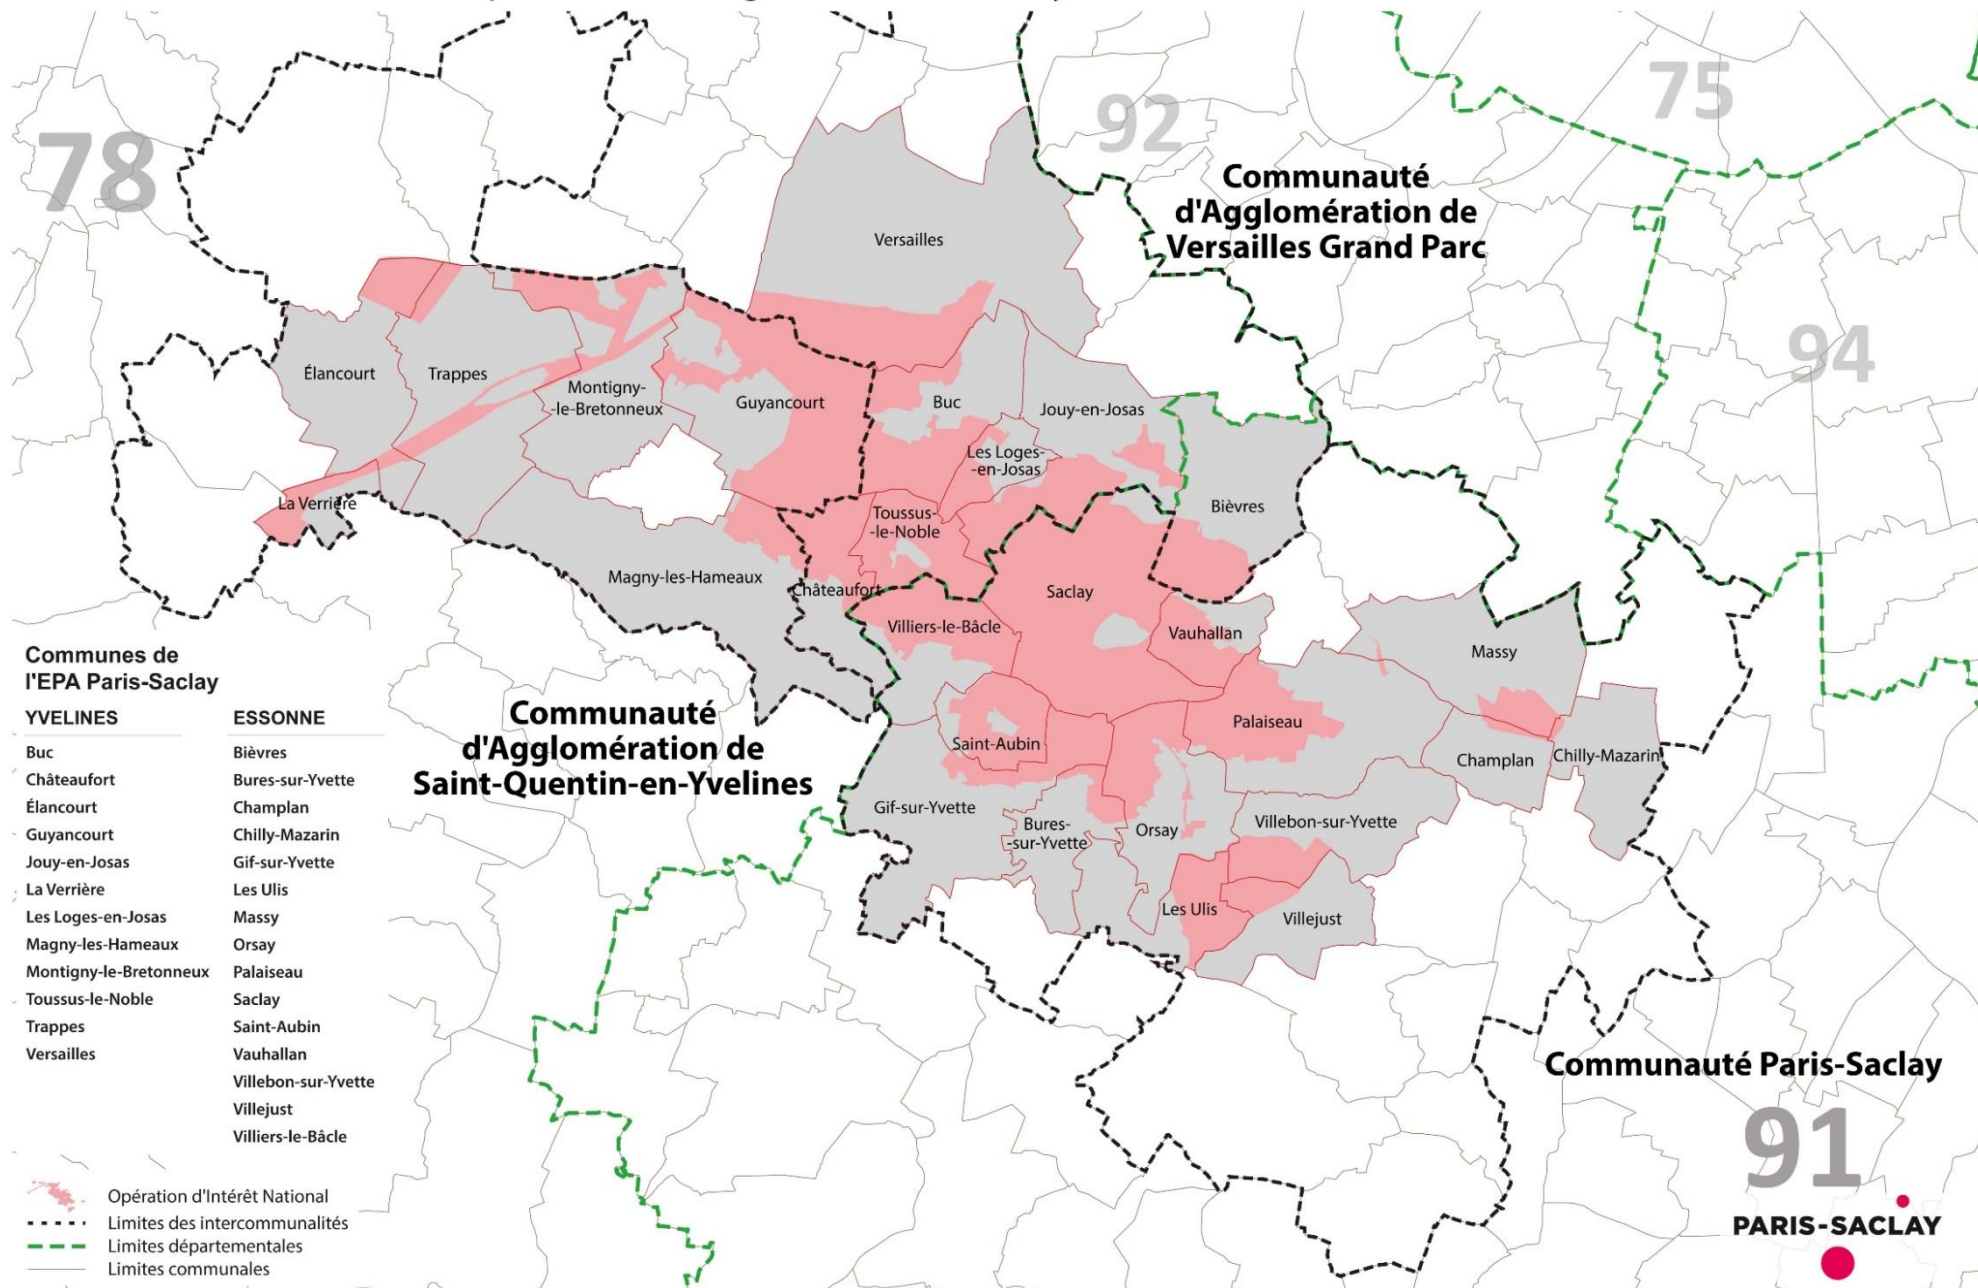 78
92
75
94
Communauté
d'Agglomération de
Versailles Grand Parc
Versailles
Élancourt
Trappes
Montigny-
-le-Bretonneux
Guyancourt
Buc
Jouy-en-Josas
Les Loges-
-en-Josas
La Verrière
Toussus-
-le-Noble
Bièvres
Magny-les-Hameaux
Châteaufort
Saclay
Villiers-le-Bâcle
Vauhallan
Massy
Communauté
d'Agglomération de
Saint-Quentin-en-Yvelines
Saint-Aubin
Palaiseau
Champlan
Chilly-Mazarin
Gif-sur-Yvette
Bures-
-sur-Yvette
Orsay
Villebon-sur-Yvette
Les Ulis
Villejust
Communauté Paris-Saclay
91
Communes de
l'EPA Paris-Saclay
YVELINES
Buc
Châteaufort
Élancourt
Guyancourt
Jouy-en-Josas
La Verrière
Les Loges-en-Josas
Magny-les-Hameaux
Montigny-le-Bretonneux
Toussus-le-Noble
Trappes
Versailles
ESSONNE
Bièvres
Bures-sur-Yvette
Champlan
Chilly-Mazarin
Gif-sur-Yvette
Les Ulis
Massy
Orsay
Palaiseau
Saclay
Saint-Aubin
Vauhallan
Villebon-sur-Yvette
Villejust
Villiers-le-Bâcle
Opération d'Intérêt National
Limites des intercommunalités
Limites départementales
Limites communales
PARIS-SACLAY